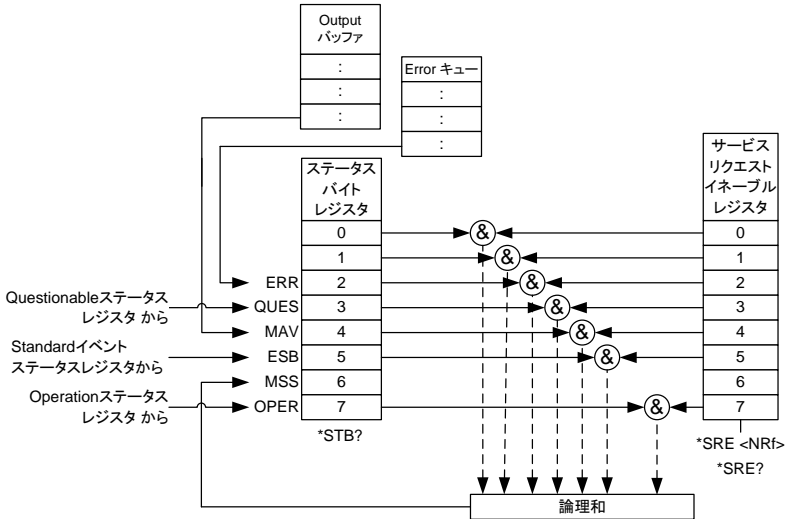 Output
バッファ
:
:
:
Error キュー
:
:
:
ステータス
バイト
レジスタ
0
1
2
3
4
5
6
7
*STB?
ERR
QUES
MAV
ESB
MSS
OPER
Questionableステータス
レジスタ から
Standardイベント
ステータスレジスタから
Operationステータス
レジスタ から
&
&
&
&
&
&
&
サービス
リクエスト
イネーブル
レジスタ
0
1
2
3
4
5
6
7
*SRE <NRf>
*SRE?
論理和